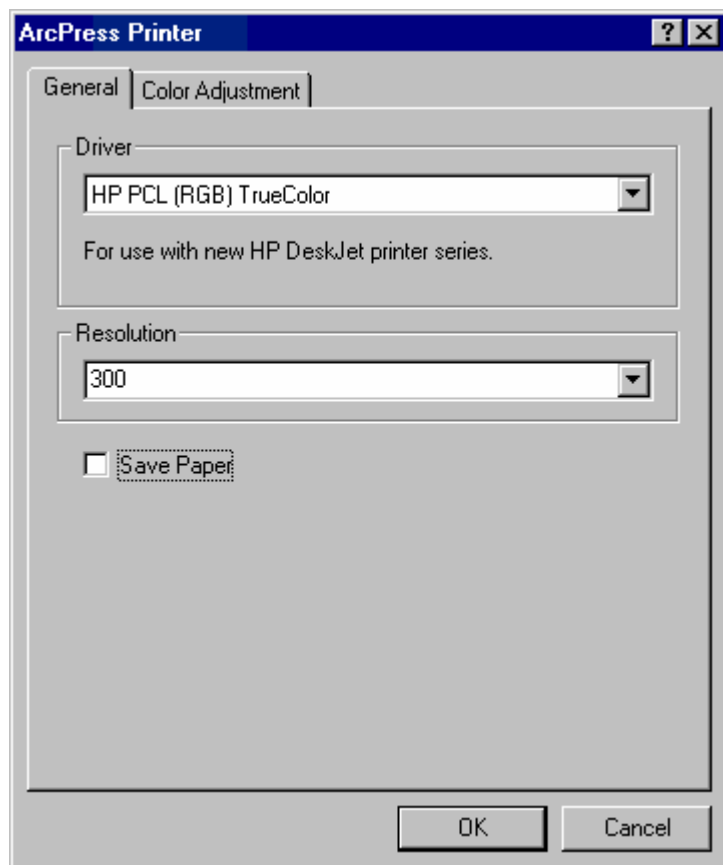 ArcPress Printer
General
Color Adjustment
Driver
HP PCL (RGB) TrueColor
For use with new HP DeskJet printer series.
Resolution
300
Save Paper
OK
Cancel